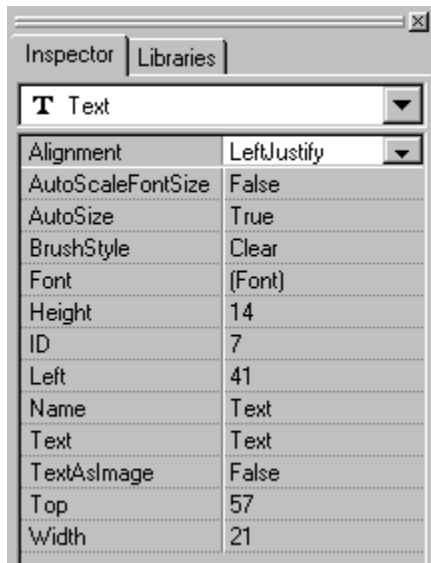 Inspector Libraries
T Text
Alignment LeftJustify
AutoScaleFontSize False
AutoSize True
BrushStyle Clear
Font (Font)
Height 14
ID 7
Left 41
Name Text
Text Text
TextAsImage False
Top 57
Width 21